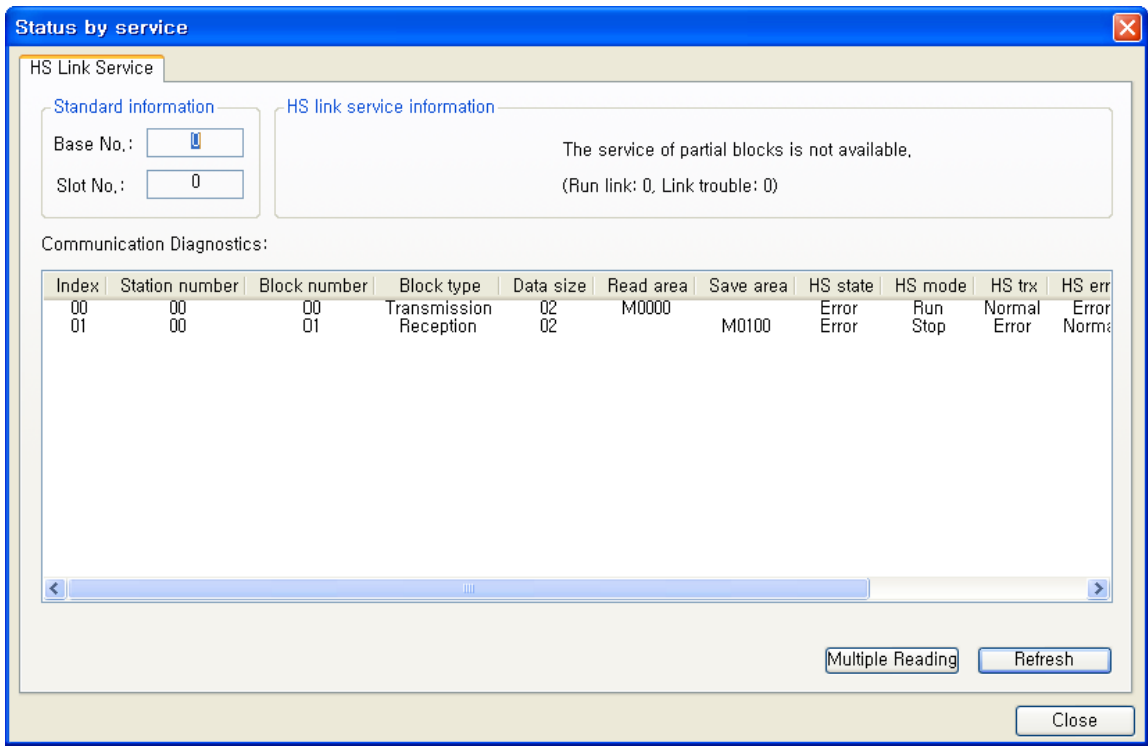 Status by service
HS Link Service
Standard information
HS link service information
Base No.: 0
Slot No.: 0
The service of partial blocks is not available.
(Run link: 0, Link trouble: 0)
Communication Diagnostics:
Index Station number Block number Block type Data size Read area Save area HS state HS mode HS trx HS err
00 00 00 Transmission 02 M0000 Error Run Normal Error
01 00 01 Reception 02 M0100 Error Stop Error Norma
Multiple Reading Refresh
Close